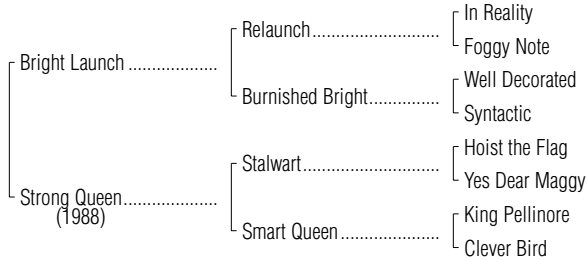 In Reality
Relaunch
Foggy Note
Bright Launch
Well Decorated
Burnished Bright
Syntactic
Hoist the Flag
Stalwart
Yes Dear Maggy
Strong Queen
(1988)
King Pellinore
Smart Queen
Clever Bird